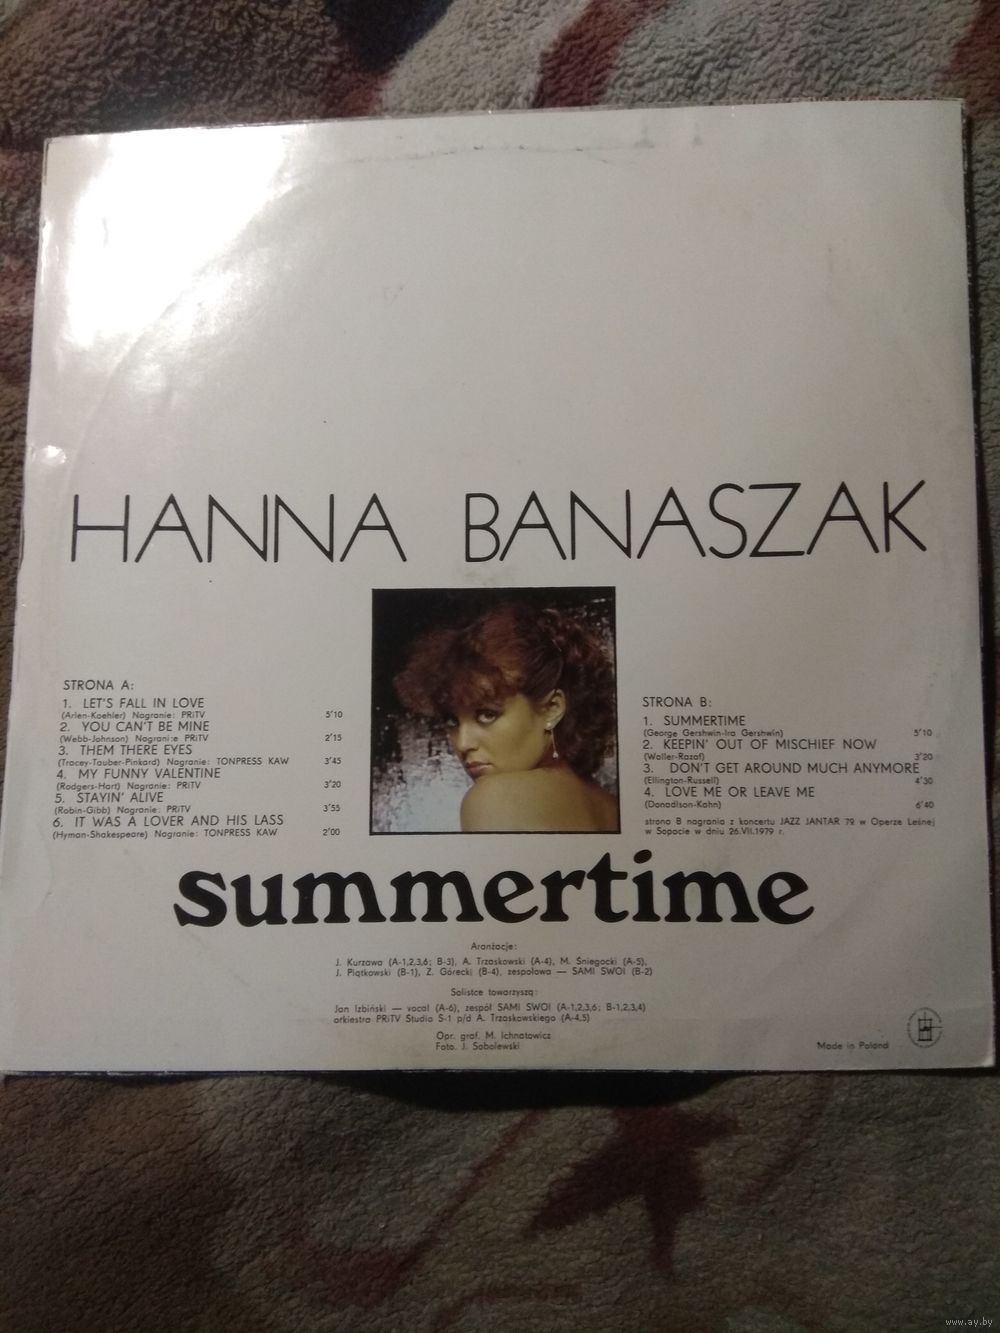 HANNA BANASZAK
STRONA A:
1. LET'S FALL IN LOVE
(Arlen-Koehler) Nagranie: PRiTV 5'10
2. YOU CAN'T BE MINE
(Webb-Johnson) Nagranie: PRiTV 2'15
3. THEM THERE EYES
(Tracey-Tauber-Pinkard) Nagranie: TONPRESS KAW 3'45
4. MY FUNNY VALENTINE
(Rodgers-Hart) Nagranie: PRiTV 3'20
5. STAYIN' ALIVE
(Robin-Gibb) Nagranie: PRiTV 3'55
6. IT WAS A LOVER AND HIS LASS
(Hyman-Shakespeare) Nagranie: TONPRESS KAW 2'00
STRONA B:
1. SUMMERTIME
(George Gershwin-Ira Gershwin) 5'10
2. KEEPIN' OUT OF MISCHIEF NOW
(Waller-Razaf) 3'20
3. DON'T GET AROUND MUCH ANYMORE
(Ellington-Russell) 4'30
4. LOVE ME OR LEAVE ME
(Donadlson-Kahn) 6'40
strona B nagrania z koncertu JAZZ JANTAR 79 w Operze Leśnej
w Sopocie w dniu 26.VII.1979 r.
summertime
Aranżacje:
J. Kurzawa (A-1,2,3,6; B-3), A. Trzaskowski (A-4), M. Śniegocki (A-5),
J. Piątkowski (B-1), Z. Górecki (B-4), zespołowa — SAMI SWOI (B-2)
Solistce towarzyszą:
Jan Izbiński — vocal (A-6), zespół SAMI SWOI (A-1,2,3,6; B-1,2,3,4)
orkiestra PRiTV Studio S-1 p/d A. Trzaskowskiego (A-4,5)
Opr. graf. M. Ichnatowicz
Foto. J. Sobolewski
Made in Poland
www.ay.by